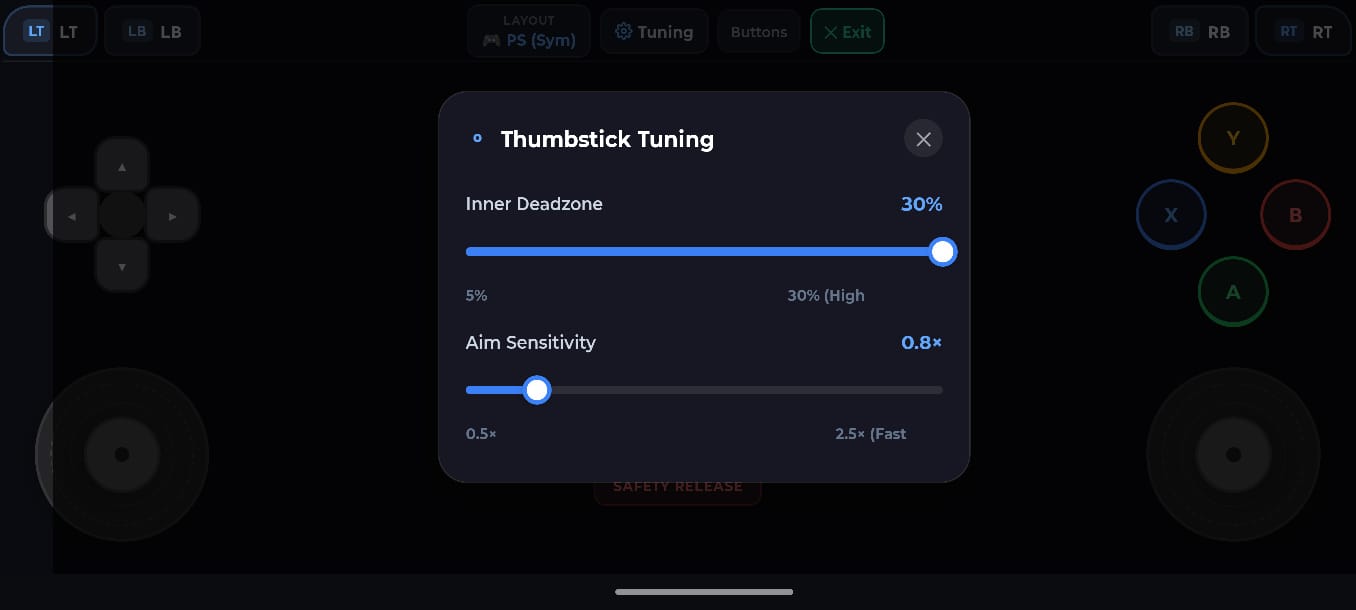 LT LT
LB LB
LAYOUT
🎮 PS (Sym)
Tuning
Buttons
Exit
RB RB
RT RT
Thumbstick Tuning
Inner Deadzone 30%
5% 30% (High
Aim Sensitivity 0.8×
0.5× 2.5× (Fast
Y
X
B
A
SAFETY RELEASE